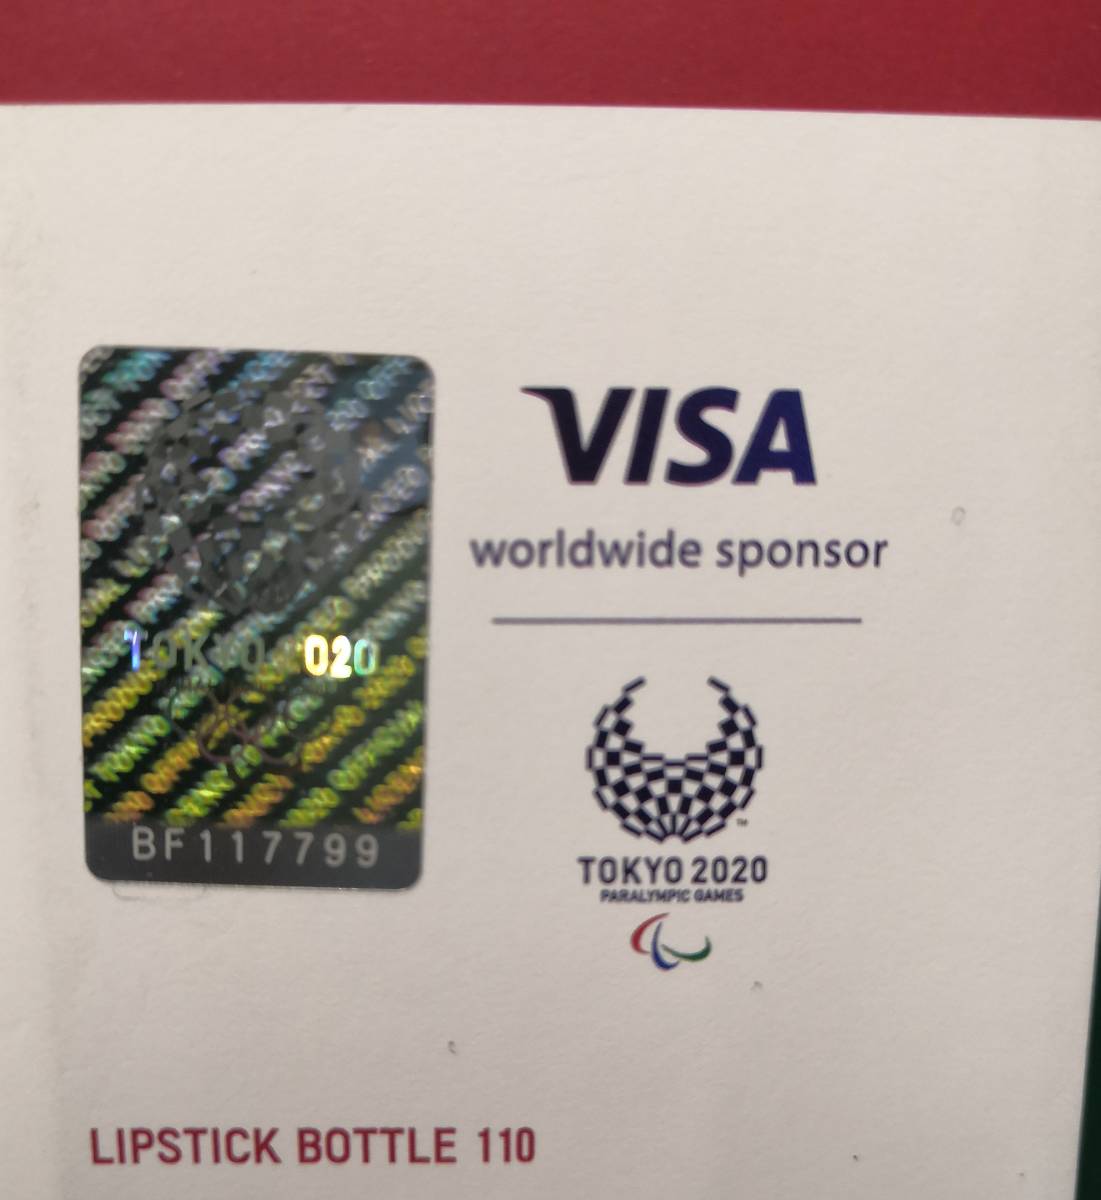 VISA
worldwide sponsor
TOKYO 2020
BF117799
TOKYO 2020
PARALYMPIC GAMES
LIPSTICK BOTTLE 110